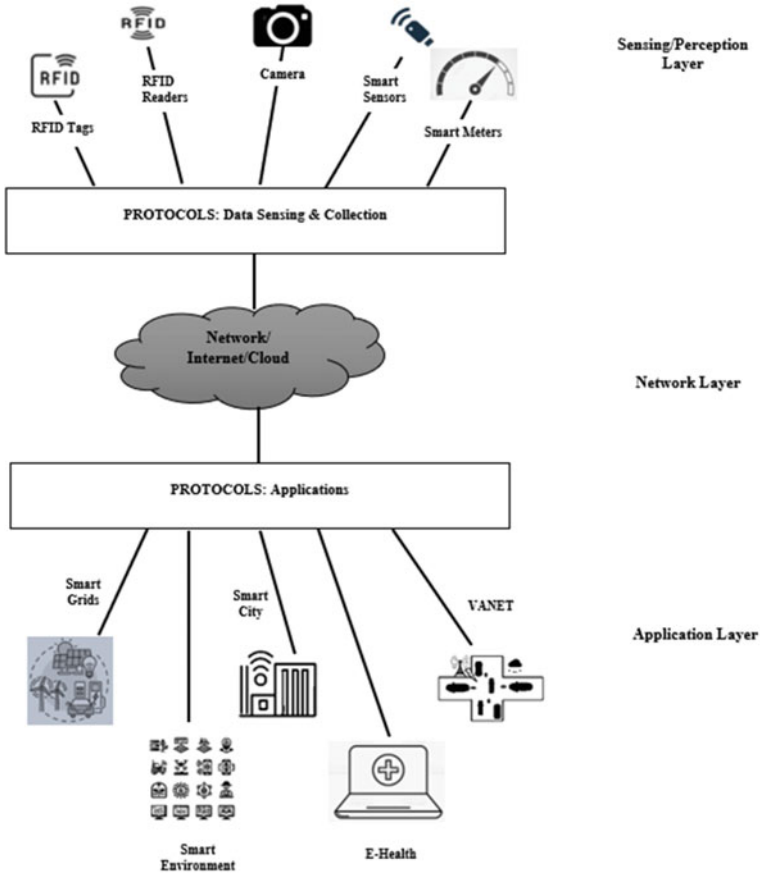 RFID
RFID
Sensing/Perception
Layer
RFID
Readers
Camera
Smart
Sensors
RFID Tags
Smart Meters
PROTOCOLS: Data Sensing & Collection
Network/
Internet/Cloud
Network Layer
PROTOCOLS: Applications
Smart
Grids
Smart
City
VANET
Application Layer
Smart
Environment
E-Health